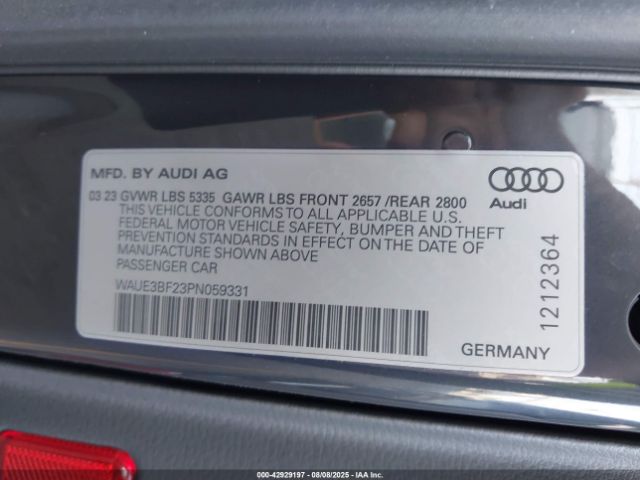 MFD. BY AUDI AG
Audi
03 23 GVWR LBS 5335 GAWR LBS FRONT 2657 /REAR 2800
THIS VEHICLE CONFORMS TO ALL APPLICABLE U.S.
FEDERAL MOTOR VEHICLE SAFETY, BUMPER AND THEFT
PREVENTION STANDARDS IN EFFECT ON THE DATE OF
MANUFACTURE SHOWN ABOVE
PASSENGER CAR
WAUE3BF23PN059331
1212364
GERMANY
000-42929197 - 08/08/2025 - Copyright © IAA, Inc.